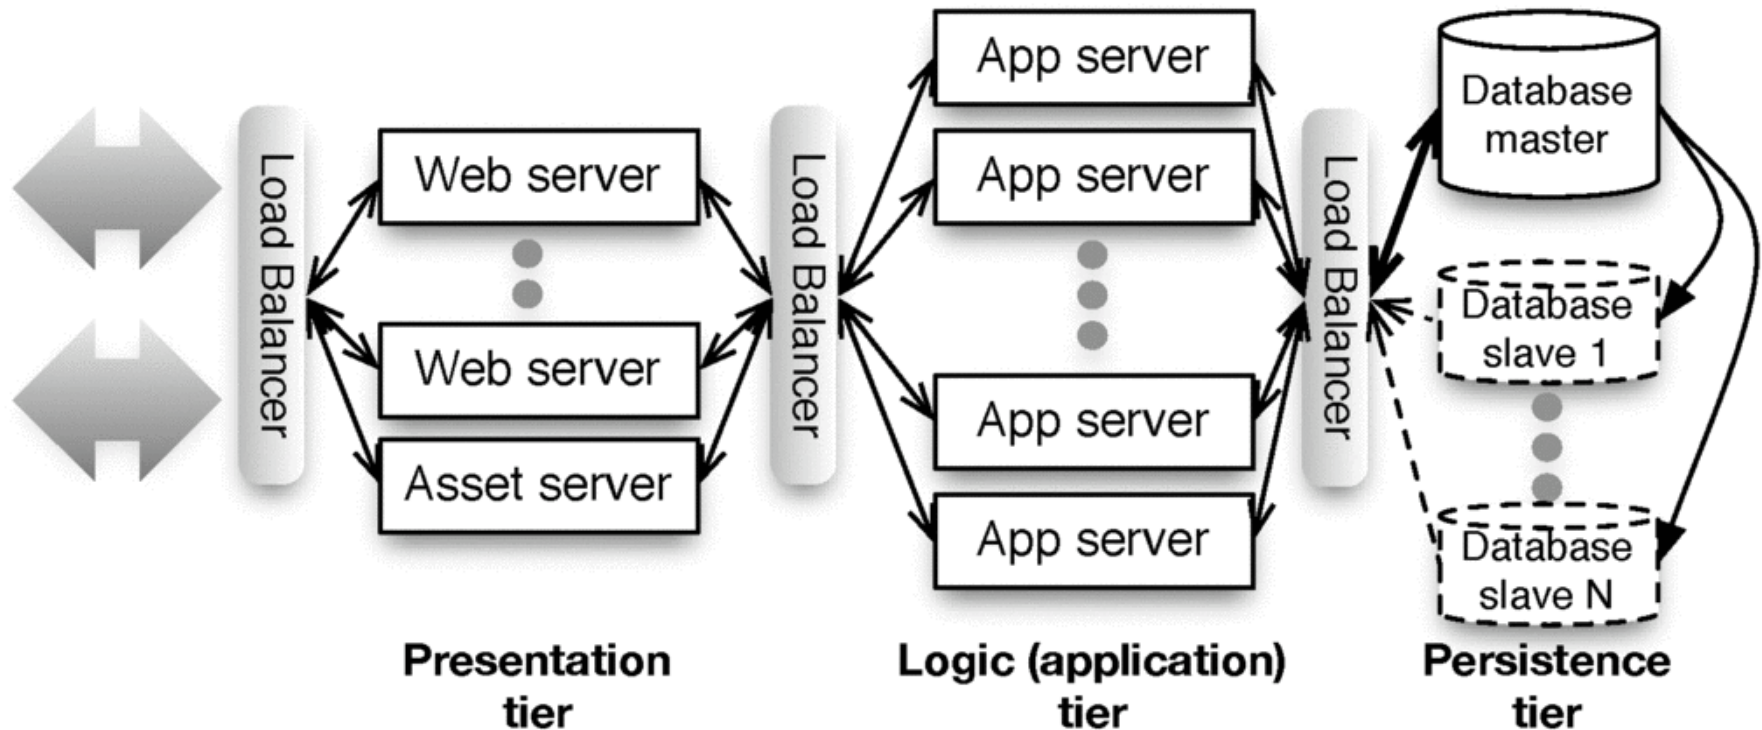 Load Balancer
Web server
Web server
Asset server
Presentation
tier
Load Balancer
App server
App server
App server
App server
Logic (application)
tier
Load Balancer
Database
master
Database
slave 1
Database
slave N
Persistence
tier